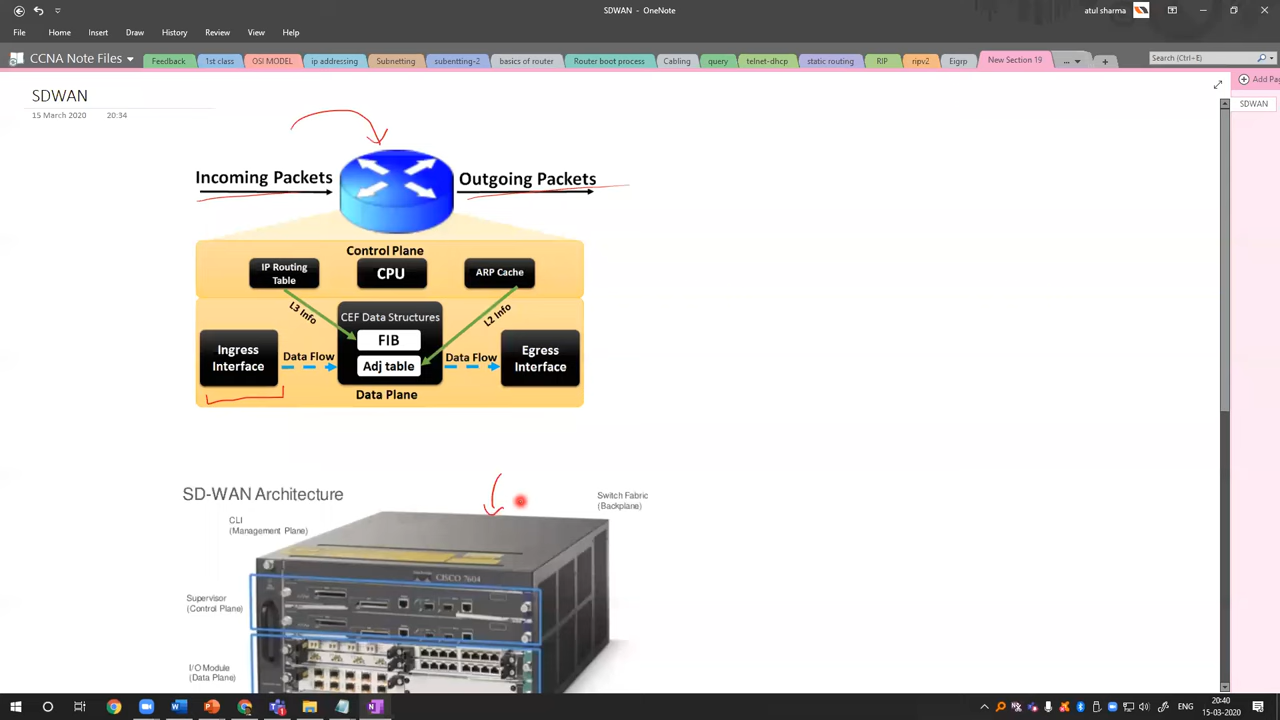 SDWAN - OneNote
atul sharma
File Home Insert Draw History Review View Help
CCNA Note Files
Feedback 1st class OSI MODEL ip addressing Subnetting subentting-2 basics of router Router boot process Cabling query telnet-dhcp static routing RIP ripv2 Eigrp New Section 19 ... +
Search (Ctrl+E)
SDWAN
15 March 2020 20:34
Add Pag
SDWAN
Incoming Packets
Outgoing Packets
Control Plane
IP Routing
Table
CPU
ARP Cache
L3 Info
L2 Info
CEF Data Structures
FIB
Adj table
Ingress
Interface
Data Flow
Data Flow
Egress
Interface
Data Plane
SD-WAN Architecture
Switch Fabric
(Backplane)
CLI
(Management Plane)
CISCO 7604
Supervisor
(Control Plane)
I/O Module
(Data Plane)
ENG
20:40
15-03-2020